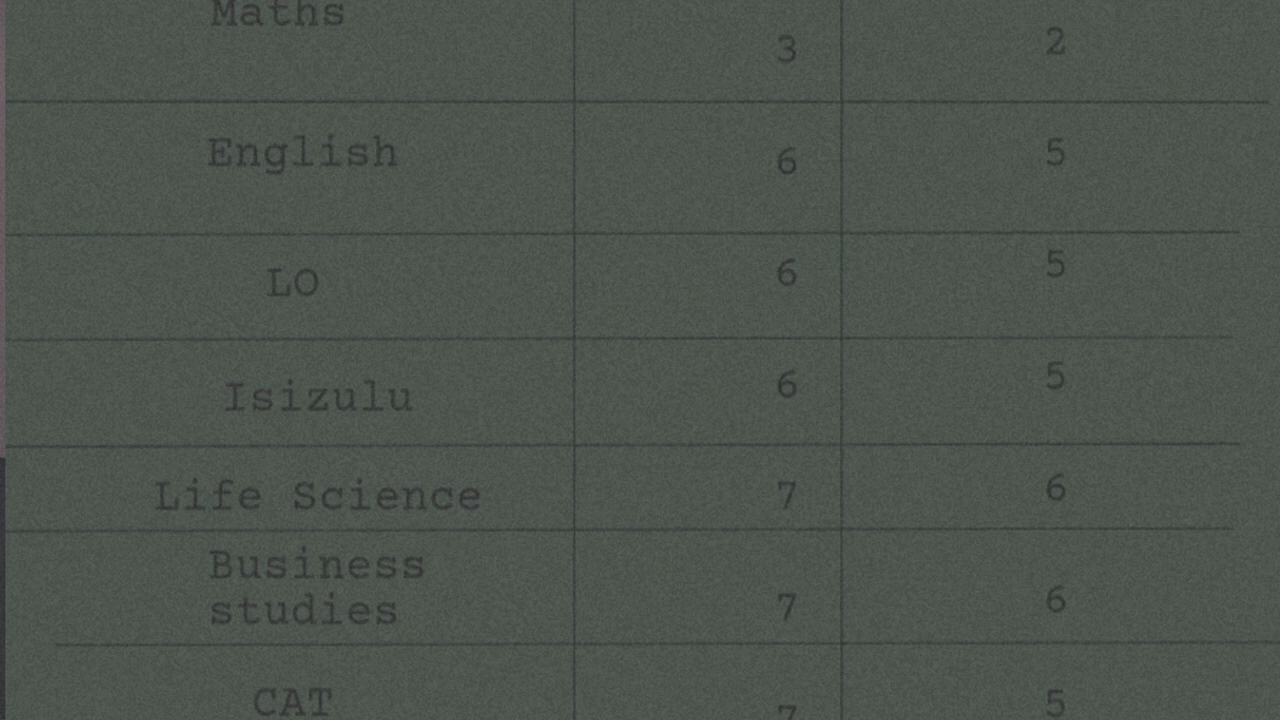 Maths 3 2
English 6 5
LO 6 5
Isizulu 6 5
Life Science 7 6
Business
studies 7 6
CAT 7 5